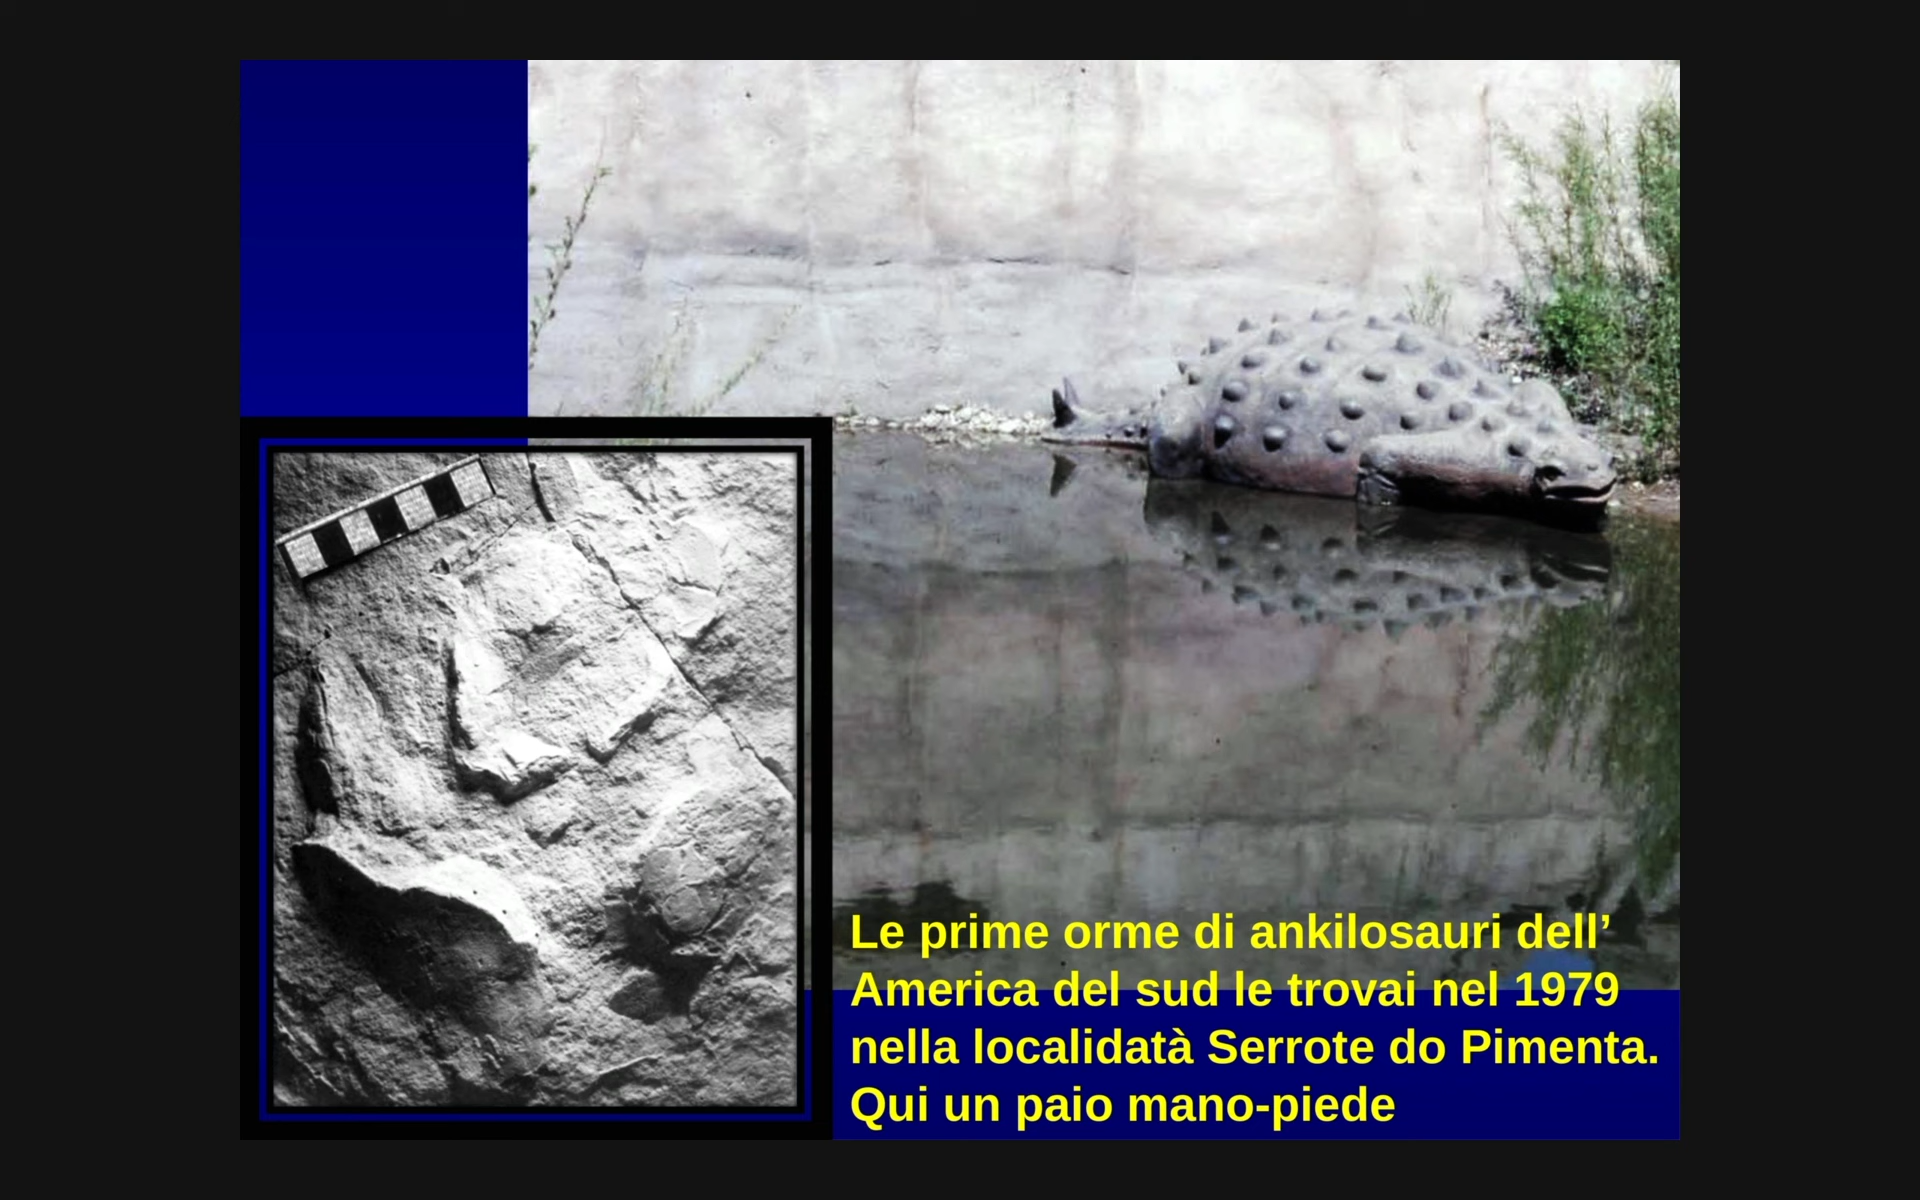 Le prime orme di ankilosauri dell’
America del sud le trovai nel 1979
nella localidatà Serrote do Pimenta.
Qui un paio mano-piede